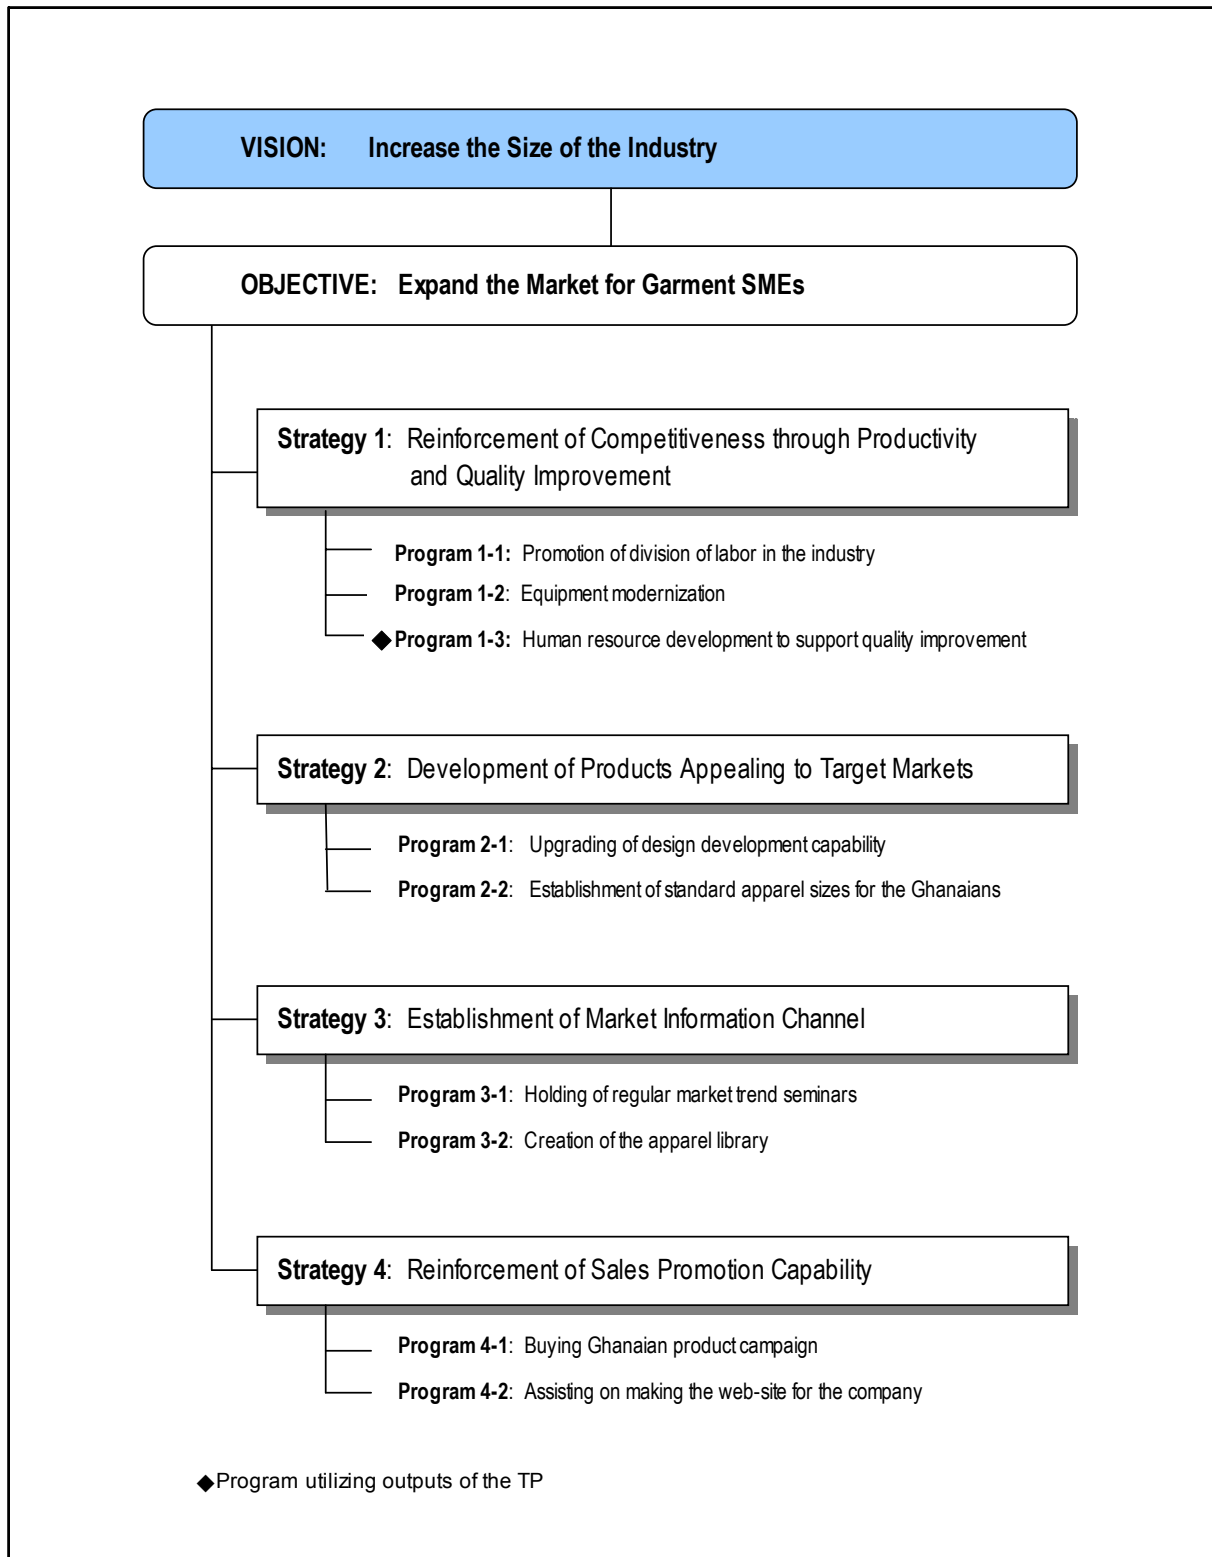 VISION: Increase the Size of the Industry
OBJECTIVE: Expand the Market for Garment SMEs
Strategy 1: Reinforcement of Competitiveness through Productivity
and Quality Improvement
Program 1-1: Promotion of division of labor in the industry
Program 1-2: Equipment modernization
◆Program 1-3: Human resource development to support quality improvement
Strategy 2: Development of Products Appealing to Target Markets
Program 2-1: Upgrading of design development capability
Program 2-2: Establishment of standard apparel sizes for the Ghanaians
Strategy 3: Establishment of Market Information Channel
Program 3-1: Holding of regular market trend seminars
Program 3-2: Creation of the apparel library
Strategy 4: Reinforcement of Sales Promotion Capability
Program 4-1: Buying Ghanaian product campaign
Program 4-2: Assisting on making the web-site for the company
◆Program utilizing outputs of the TP